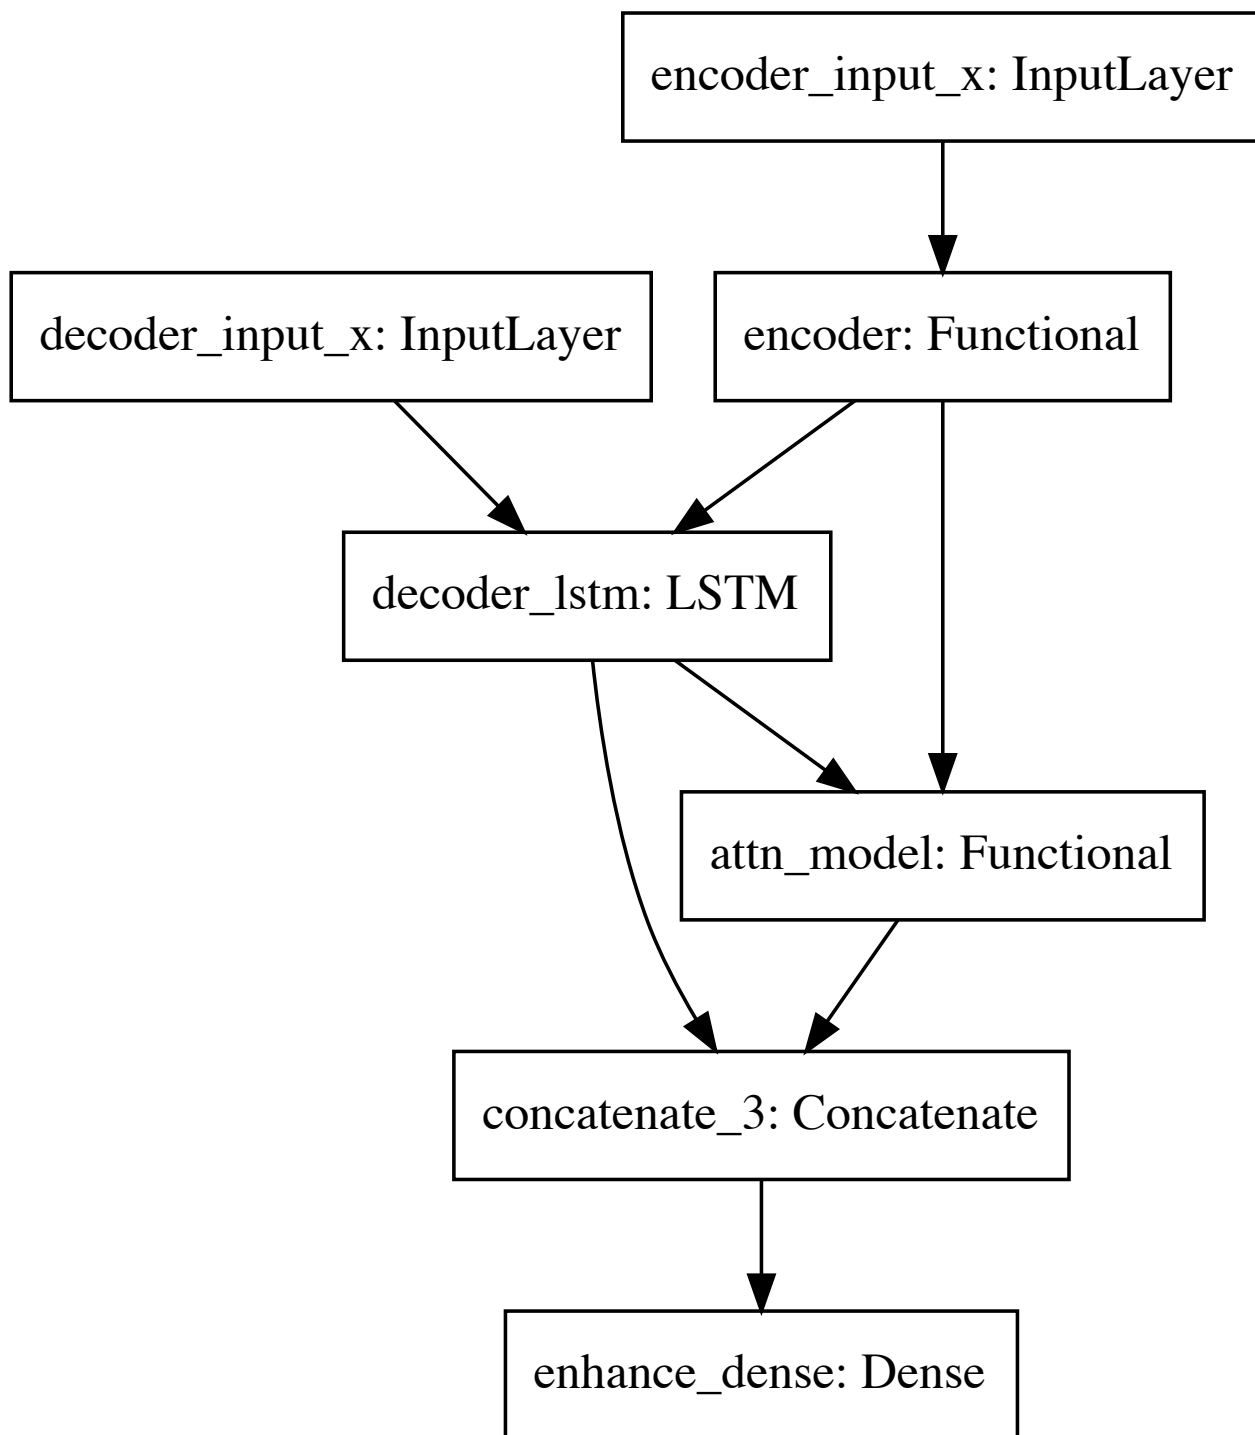 encoder_input_x: InputLayer
decoder_input_x: InputLayer
encoder: Functional
decoder_lstm: LSTM
attn_model: Functional
concatenate_3: Concatenate
enhance_dense: Dense